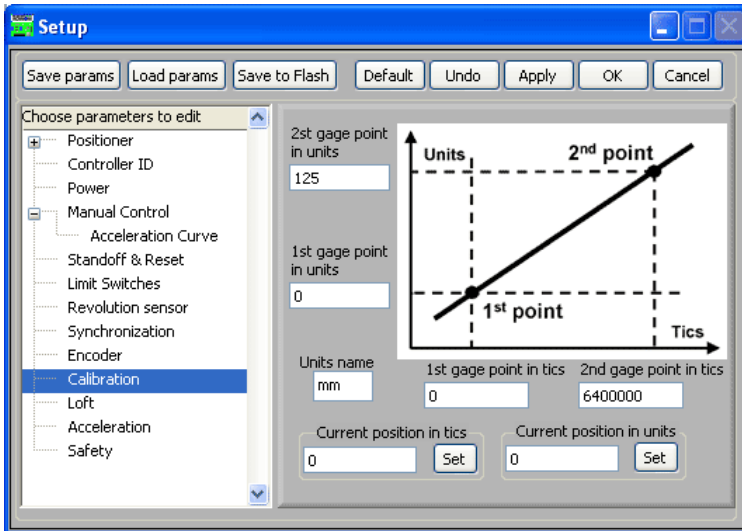 Setup
Save params Load params Save to Flash Default Undo Apply OK Cancel
Choose parameters to edit
Positioner
Controller ID
Power
Manual Control
Acceleration Curve
Standoff & Reset
Limit Switches
Revolution sensor
Synchronization
Encoder
Calibration
Loft
Acceleration
Safety
2st gage point
in units
125
1st gage point
in units
0
Units
2nd point
1st point
Tics
Units name
mm
1st gage point in tics
0
2nd gage point in tics
6400000
Current position in tics
0 Set
Current position in units
0 Set